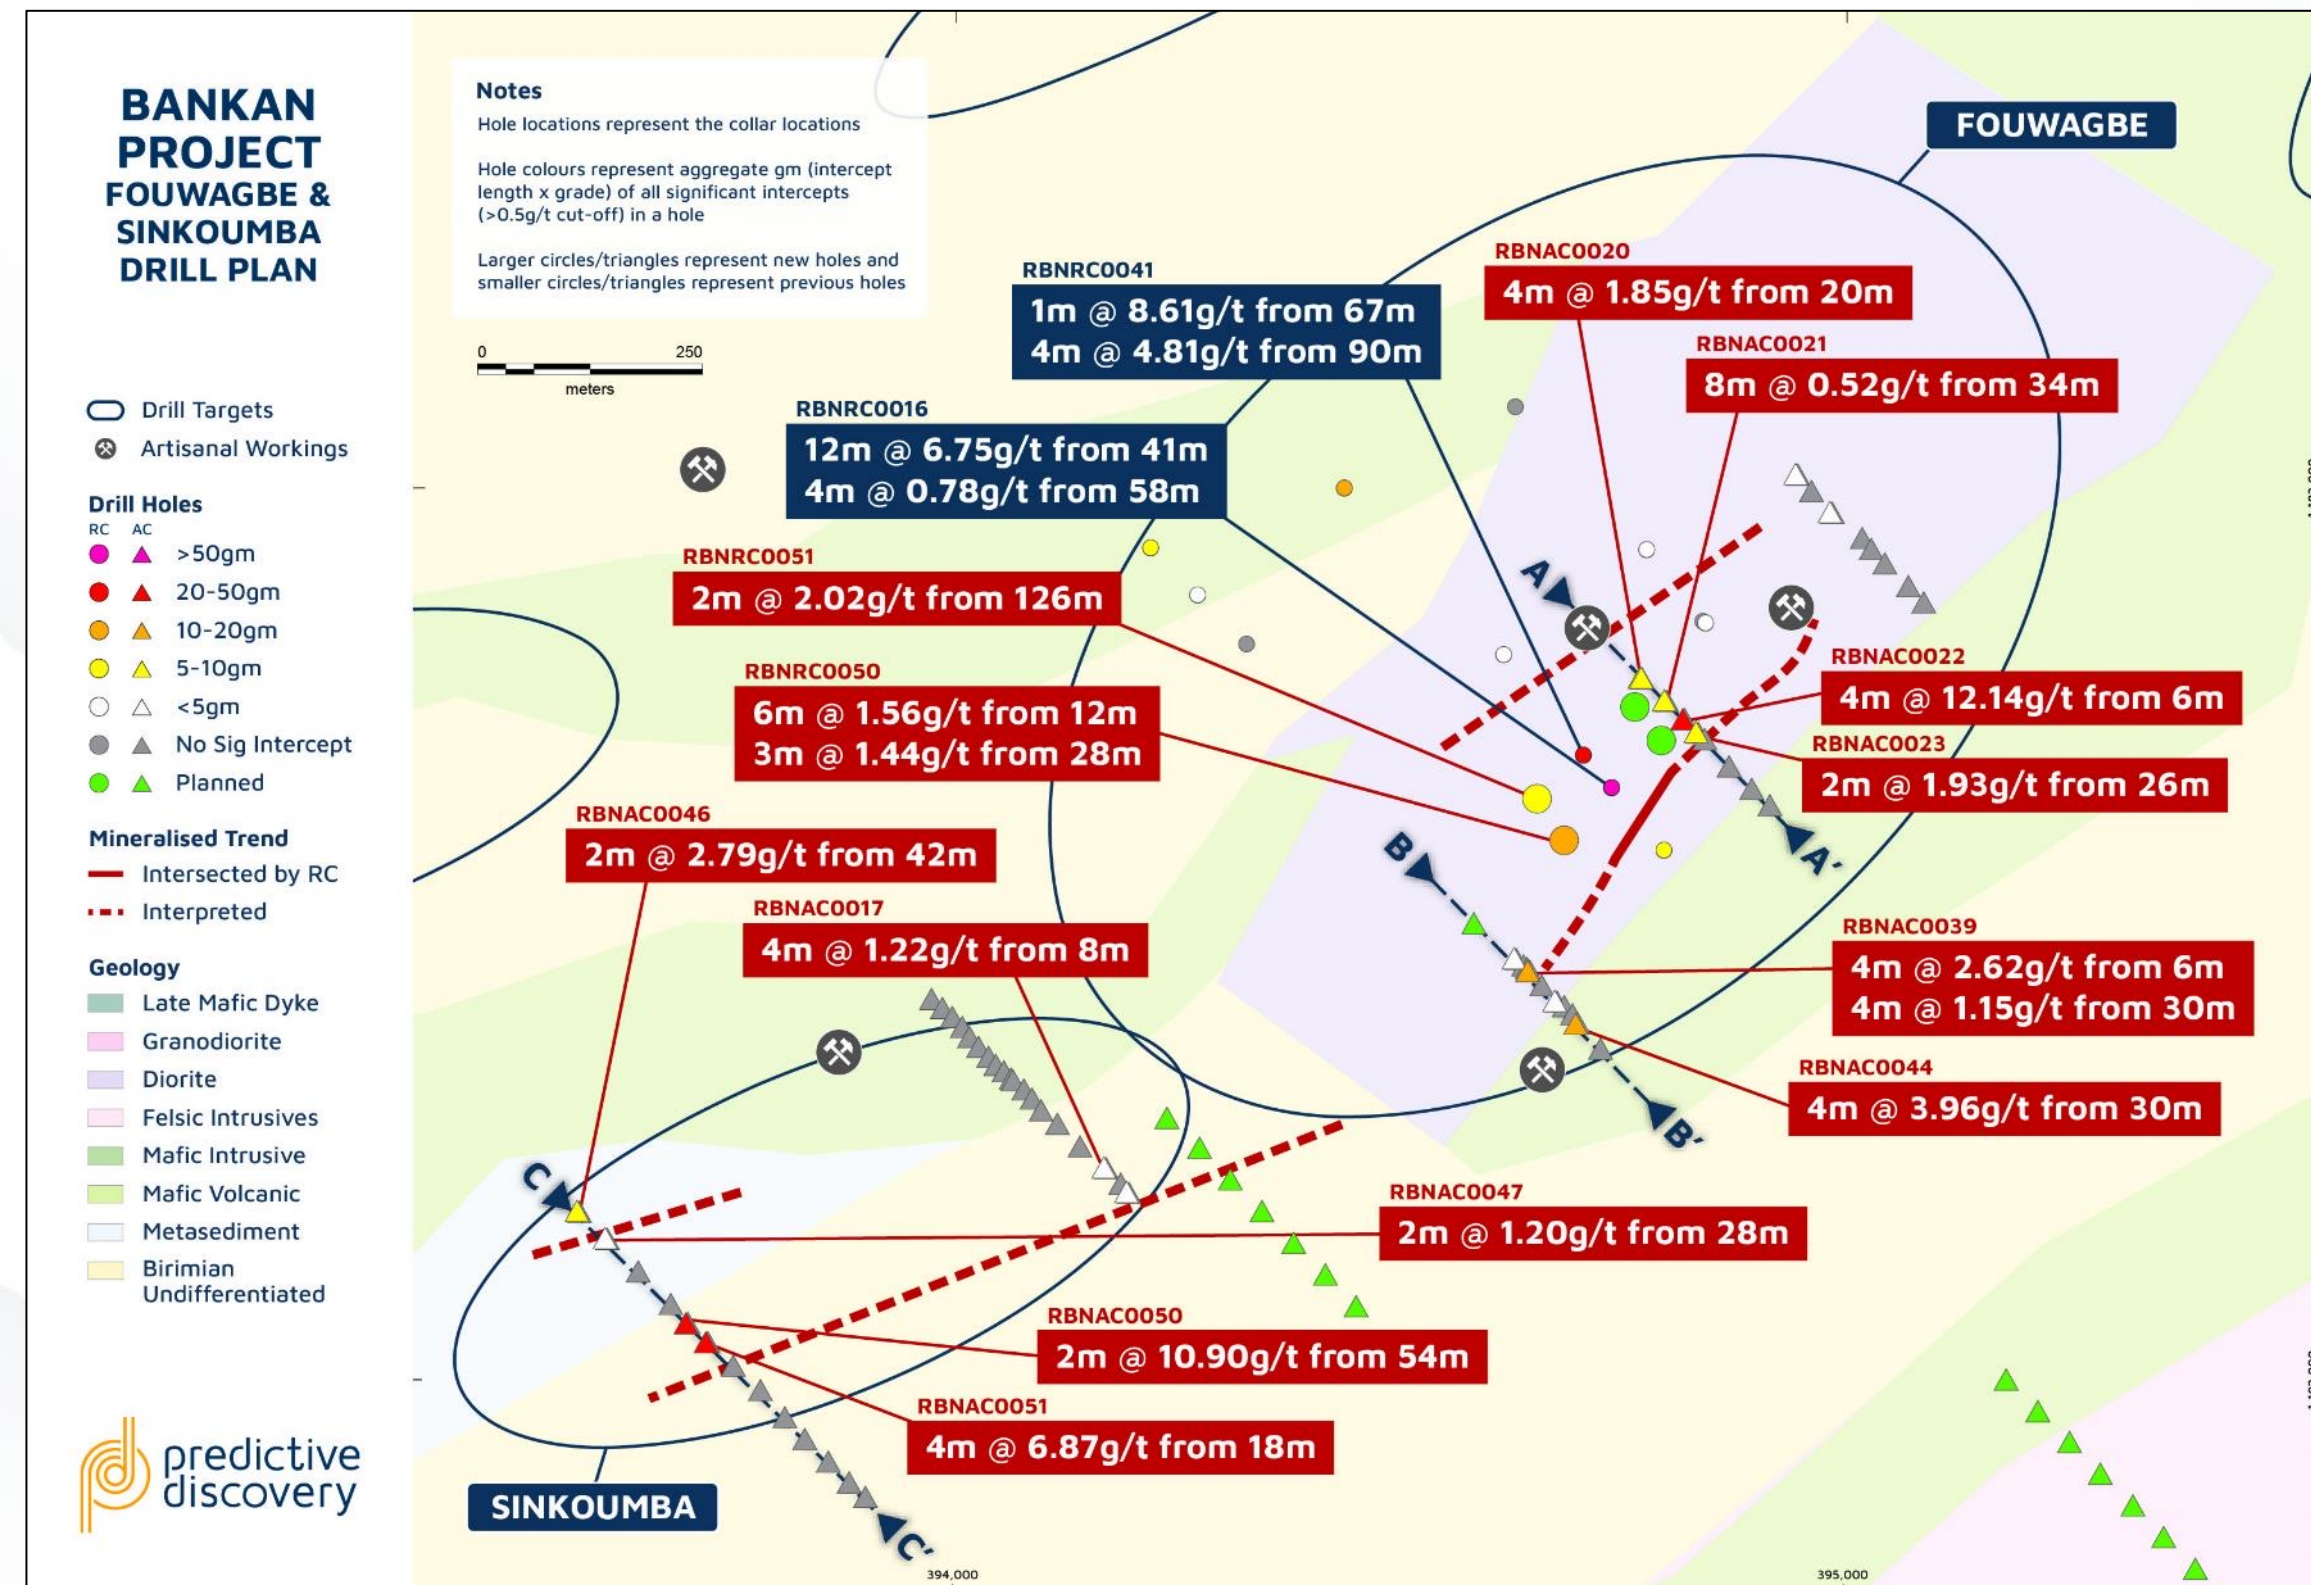 BANKAN
PROJECT
FOUWAGBE &
SINKOUMBA
DRILL PLAN
Drill Targets
Artisanal Workings
Drill Holes
RC AC
>50gm
20-50gm
10-20gm
5-10gm
<5gm
No Sig Intercept
Planned
Mineralised Trend
Intersected by RC
Interpreted
Geology
Late Mafic Dyke
Granodiorite
Diorite
Felsic Intrusives
Mafic Intrusive
Mafic Volcanic
Metasediment
Birimian
Undifferentiated
predictive
discovery
Notes
Hole locations represent the collar locations
Hole colours represent aggregate gm (intercept
length x grade) of all significant intercepts
(>0.5g/t cut-off) in a hole
Larger circles/triangles represent new holes and
smaller circles/triangles represent previous holes
0 250
meters
FOUWAGBE
RBNRC0041
1m @ 8.61g/t from 67m
4m @ 4.81g/t from 90m
RBNAC0020
4m @ 1.85g/t from 20m
RBNAC0021
8m @ 0.52g/t from 34m
RBNRC0016
12m @ 6.75g/t from 41m
4m @ 0.78g/t from 58m
RBNRC0051
2m @ 2.02g/t from 126m
A
RBNRC0050
6m @ 1.56g/t from 12m
3m @ 1.44g/t from 28m
RBNAC0022
4m @ 12.14g/t from 6m
RBNAC0023
2m @ 1.93g/t from 26m
A'
RBNAC0046
2m @ 2.79g/t from 42m
B
RBNAC0017
4m @ 1.22g/t from 8m
RBNAC0039
4m @ 2.62g/t from 6m
4m @ 1.15g/t from 30m
RBNAC0044
4m @ 3.96g/t from 30m
B'
C
RBNAC0047
2m @ 1.20g/t from 28m
RBNAC0050
2m @ 10.90g/t from 54m
RBNAC0051
4m @ 6.87g/t from 18m
SINKOUMBA
C'
394,000
395,000